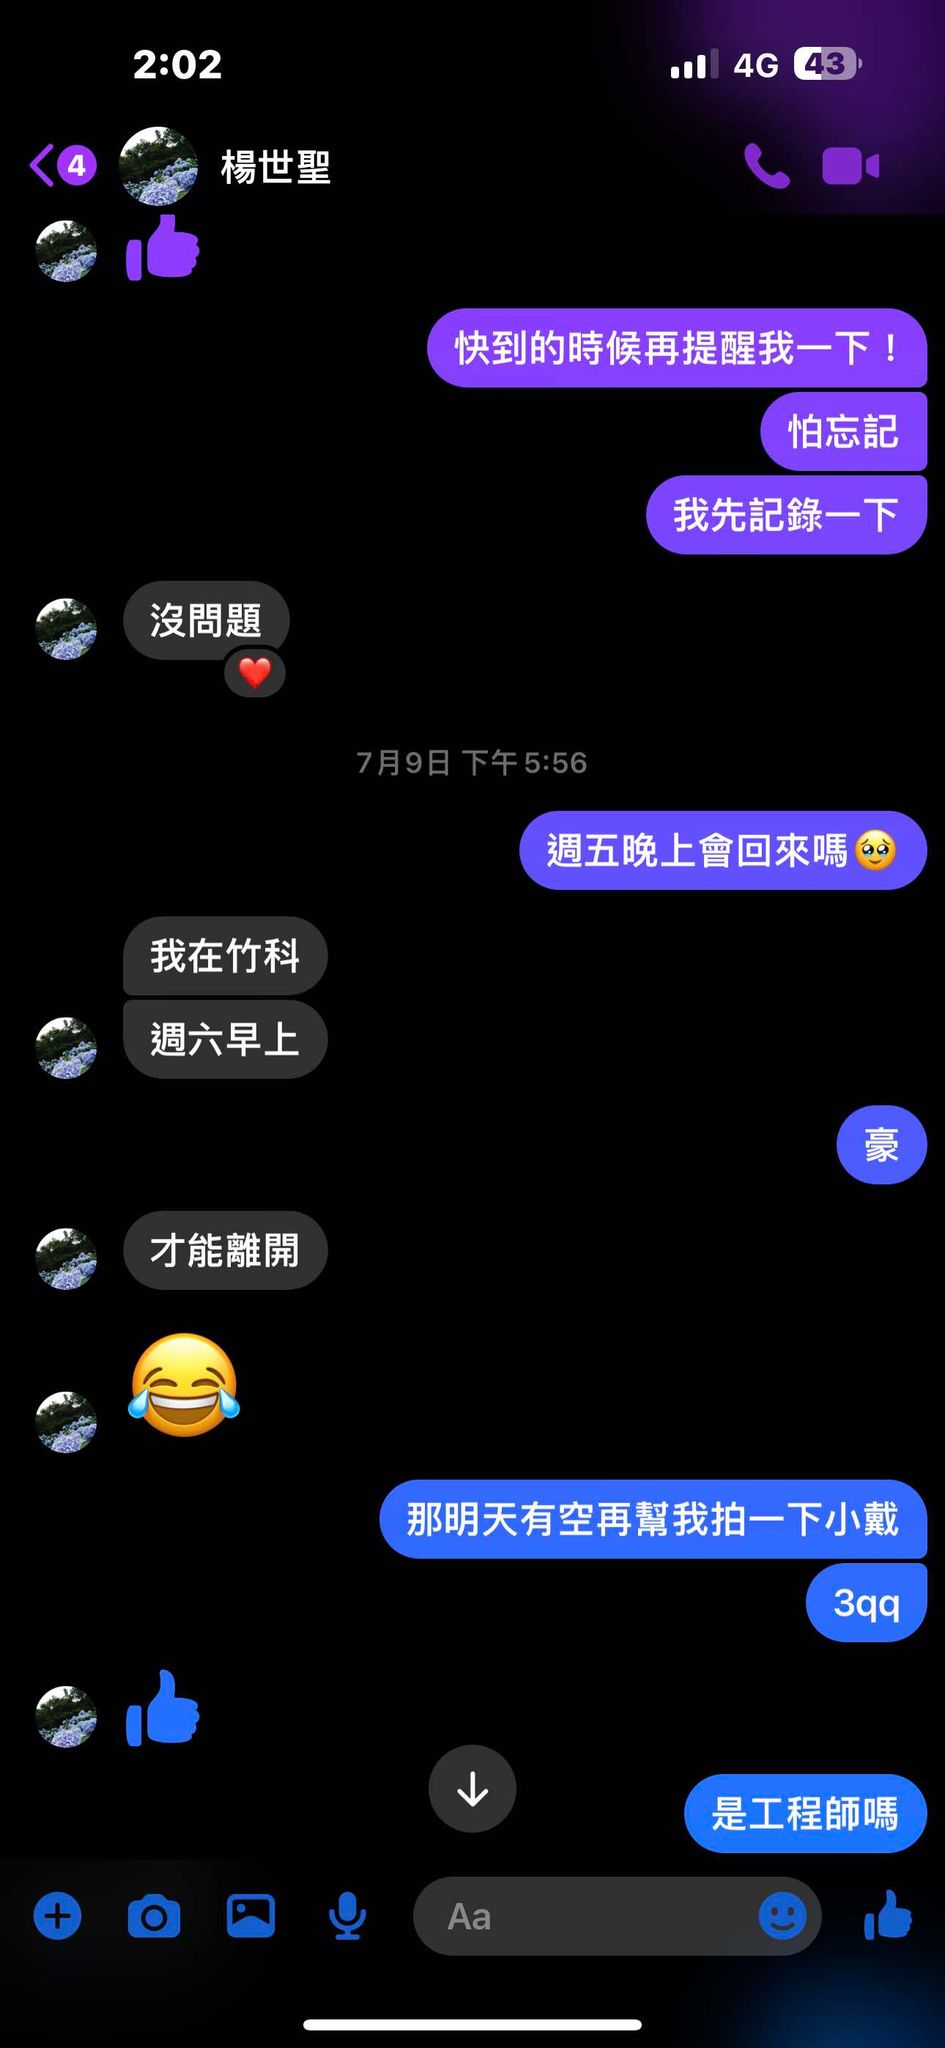 2:02
4G
43
4
楊世聖
快到的時候再提醒我一下！
怕忘記
我先記錄一下
沒問題
7月9日 下午5:56
週五晚上會回來嗎🥹
我在竹科
週六早上
豪
才能離開
😂
那明天有空再幫我拍一下小戴
3qq
是工程師嗎
Aa